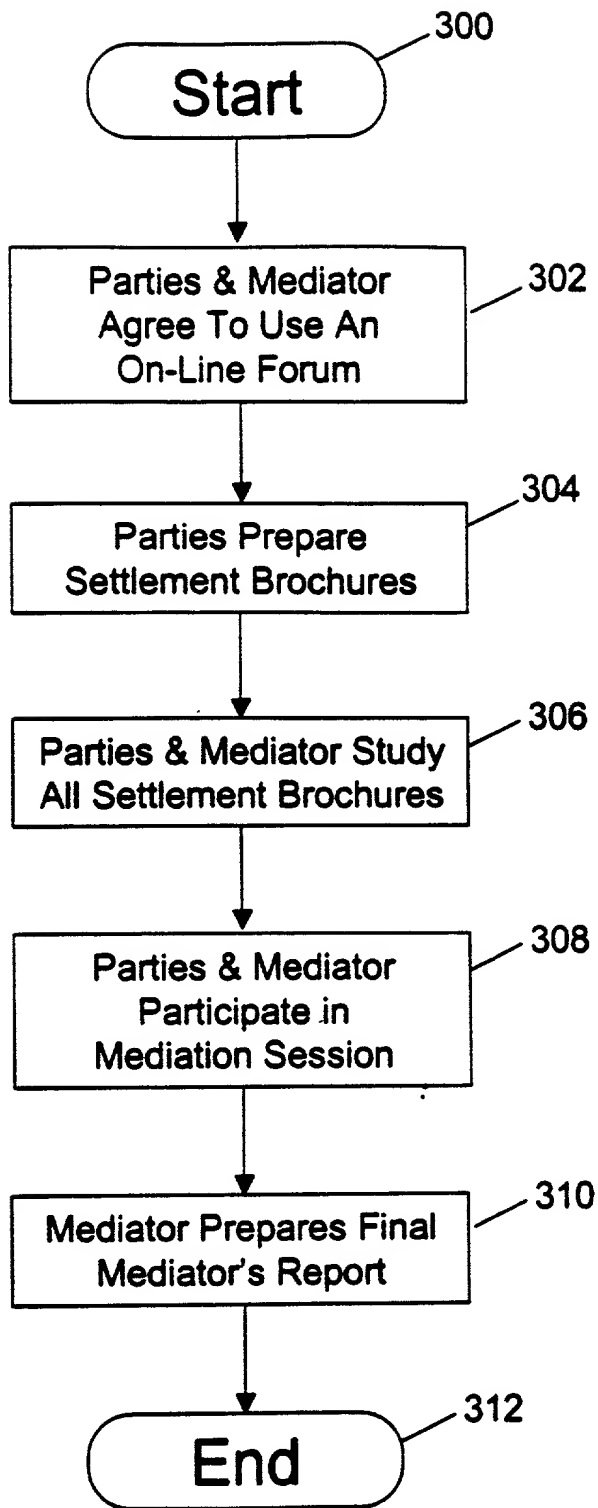 300
Start
Parties & Mediator
Agree To Use An
On-Line Forum
302
304
Parties Prepare
Settlement Brochures
306
Parties & Mediator Study
All Settlement Brochures
308
Parties & Mediator
Participate in
Mediation Session
310
Mediator Prepares Final
Mediator's Report
312
End